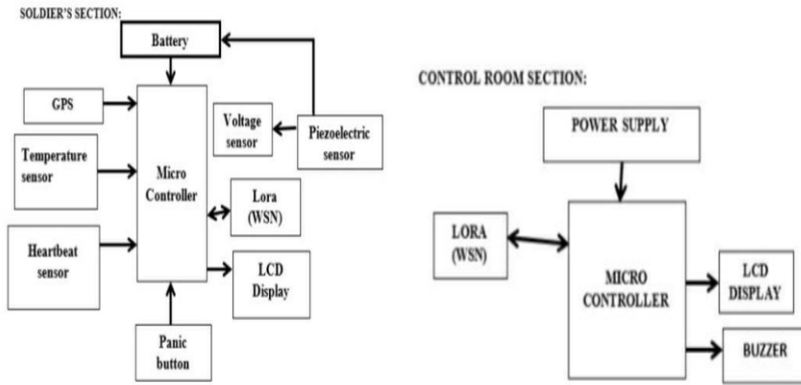 SOLDIER'S SECTION:
Battery
GPS
Temperature
sensor
Heartbeat
sensor
Micro
Controller
Voltage
sensor
Piezoelectric
sensor
Lora
(WSN)
LCD
Display
Panic
button
CONTROL ROOM SECTION:
POWER SUPPLY
LORA
(WSN)
MICRO
CONTROLLER
LCD
DISPLAY
BUZZER